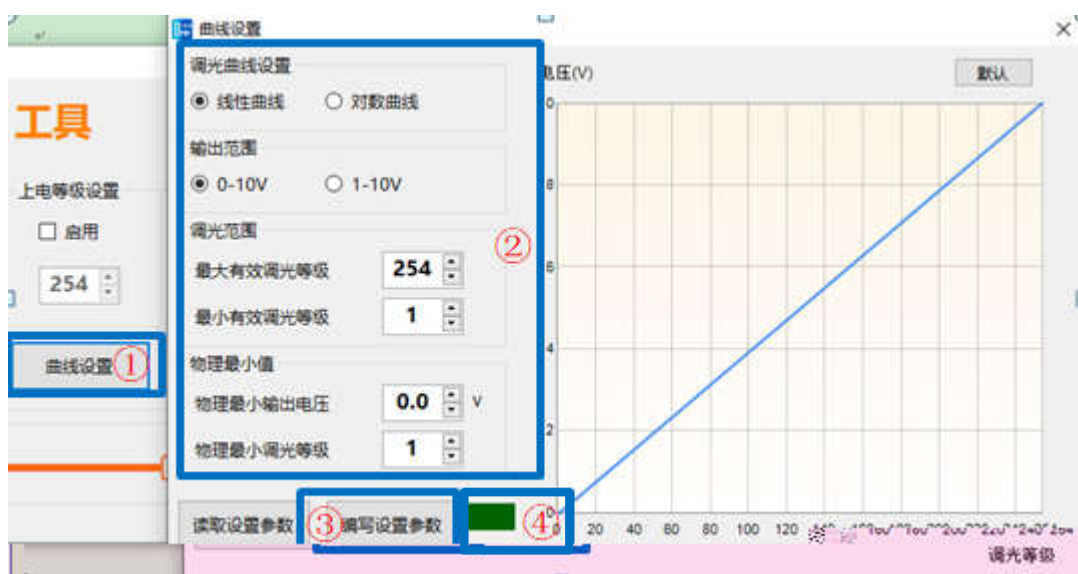 曲线设置
工具
上电等级设置
启用
254
曲线设置 ①
调光曲线设置
线性曲线 对数曲线
输出范围
0-10V 1-10V
调光范围
②
最大有效调光等级 254
最小有效调光等级 1
物理最小值
物理最小输出电压 0.0 V
物理最小调光等级 1
读取设置参数 ③ 编写设置参数 ④
电压(V) 默认
0
8
6
4
2
0
0 20 40 60 80 100 120
调光等级